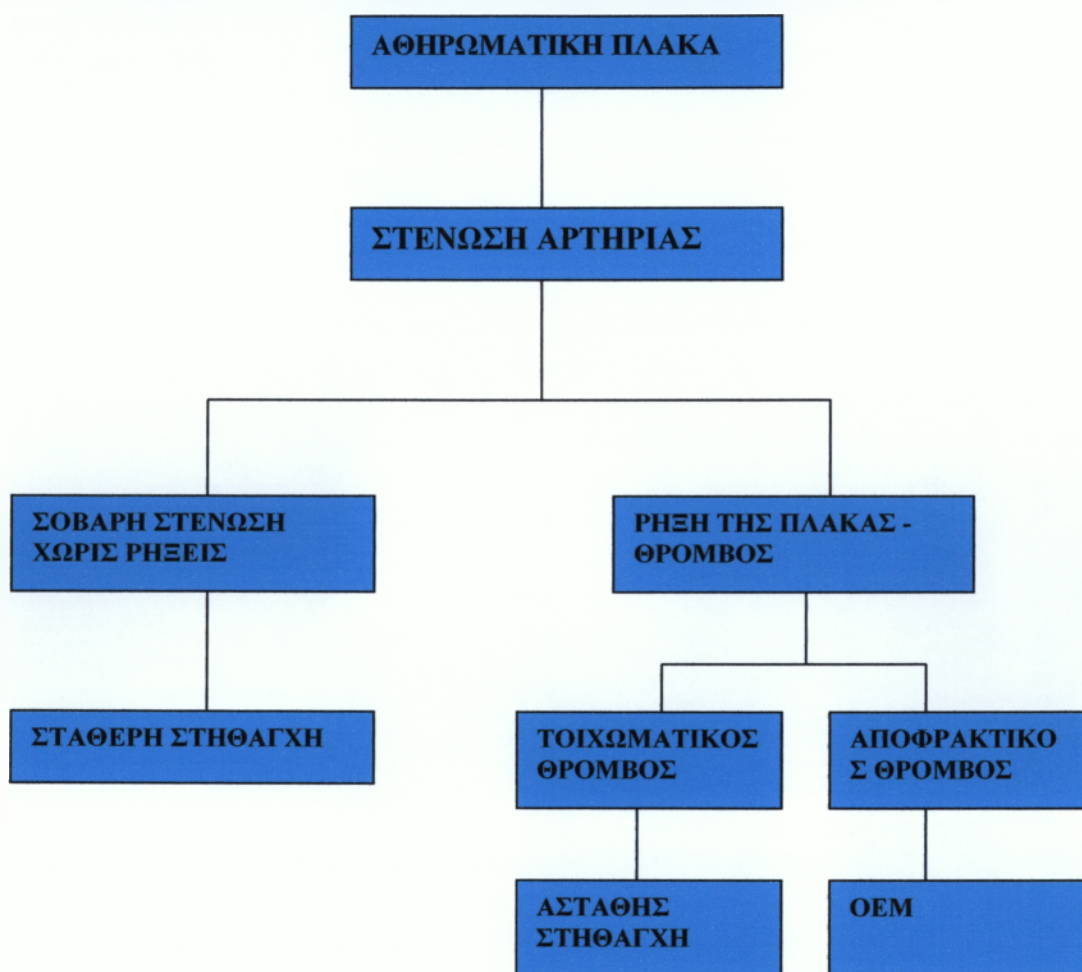 ΑΘΗΡΩΜΑΤΙΚΗ ΠΛΑΚΑ
ΣΤΕΝΩΣΗ ΑΡΤΗΡΙΑΣ
ΣΟΒΑΡΗ ΣΤΕΝΩΣΗ
ΧΩΡΙΣ ΡΗΞΕΙΣ
ΡΗΞΗ ΤΗΣ ΠΛΑΚΑΣ -
ΘΡΟΜΒΟΣ
ΣΤΑΘΕΡΗ ΣΤΗΘΑΓΧΗ
ΤΟΙΧΩΜΑΤΙΚΟΣ
ΘΡΟΜΒΟΣ
ΑΠΟΦΡΑΚΤΙΚΟ
Σ ΘΡΟΜΒΟΣ
ΑΣΤΑΘΗΣ
ΣΤΗΘΑΓΧΗ
ΟΕΜ